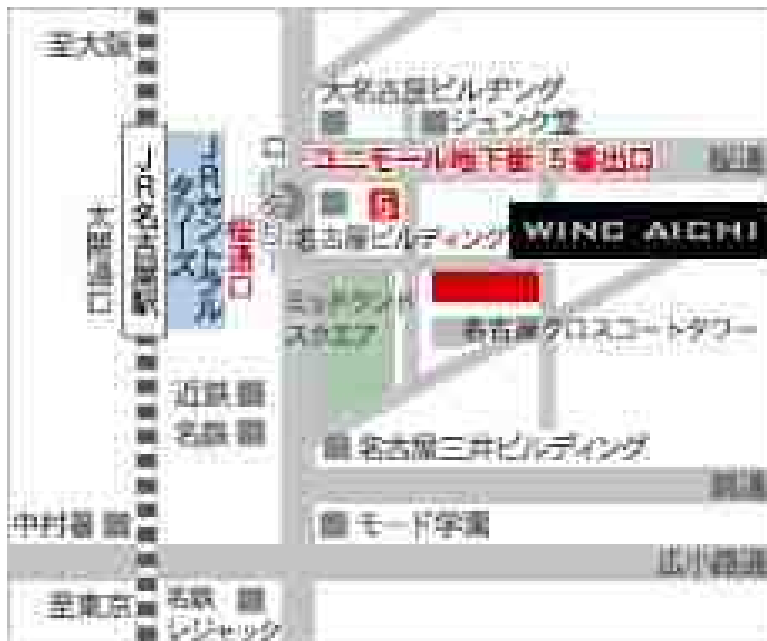 至大阪
大名古屋ビルヂング
ジュンク堂
ユニモール地下街 5番出口
桜通
JR名古屋駅
JRセントラル
タワーズ
桜通口
太閤通口
5
名古屋ビルディング
WINC AICHI
ミッドランド
スクエア
名古屋クロスコートタワー
近鉄
名鉄
名古屋三井ビルディング
錦通
中村署
モード学園
広小路通
至東京
名鉄
レジャック